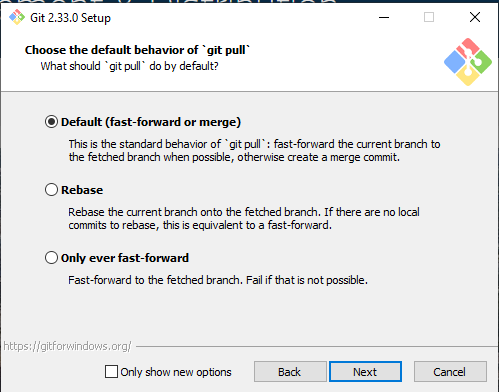 Git 2.33.0 Setup
Choose the default behavior of `git pull`
What should `git pull` do by default?
Default (fast-forward or merge)
This is the standard behavior of `git pull`: fast-forward the current branch to
the fetched branch when possible, otherwise create a merge commit.
Rebase
Rebase the current branch onto the fetched branch. If there are no local
commits to rebase, this is equivalent to a fast-forward.
Only ever fast-forward
Fast-forward to the fetched branch. Fail if that is not possible.
https://gitforwindows.org/
Only show new options
Back
Next
Cancel